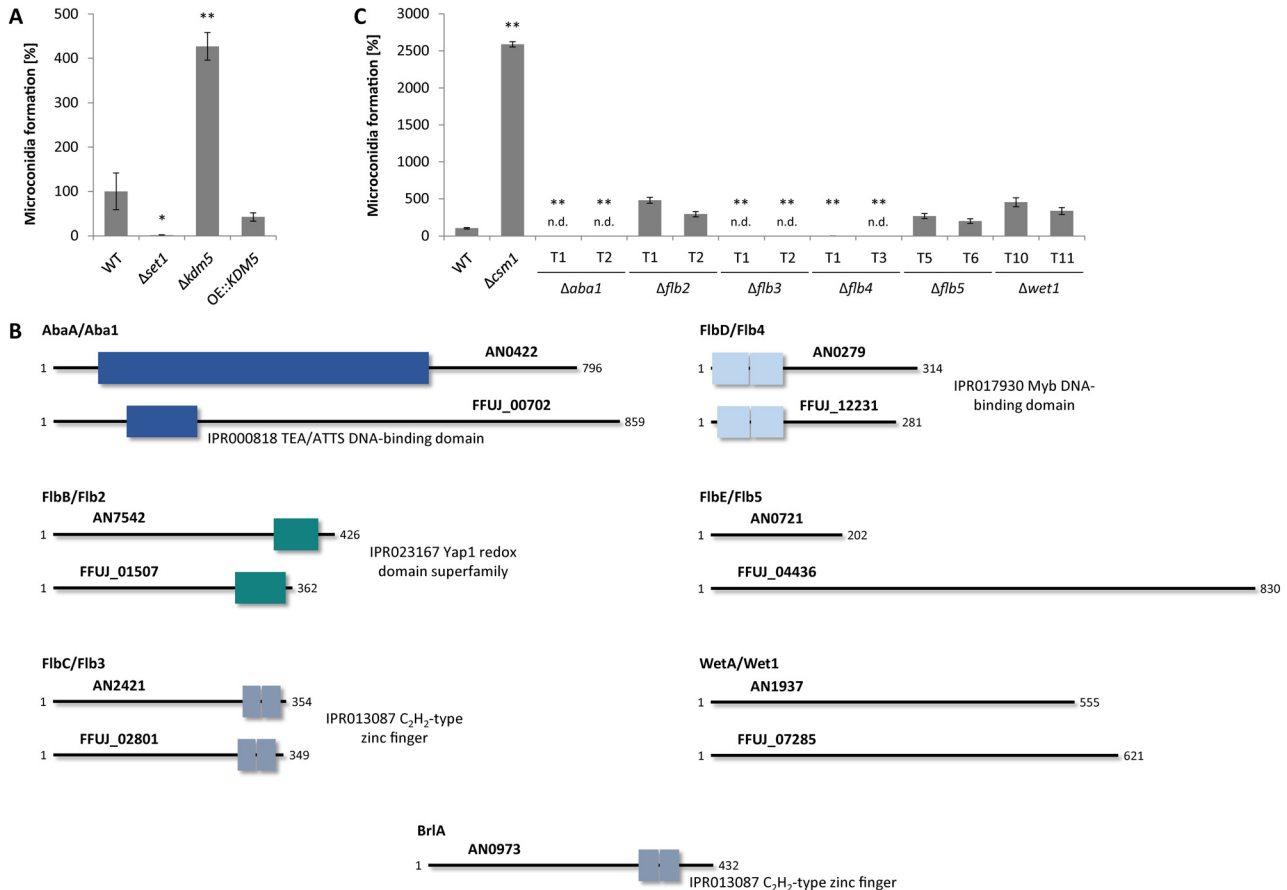 A
Microconidia formation [%]
500
400
300
200
100
0
**
*
WT
Δset1
Δkdm5
OE::KDM5
C
Microconidia formation [%]
3000
2500
2000
1500
1000
500
0
**
** ** ** ** ** **
n.d. n.d. n.d. n.d. n.d.
WT
Δcsm1
T1 T2 T1 T2 T1 T2 T1 T3 T5 T6 T10 T11
Δaba1 Δflb2 Δflb3 Δflb4 Δflb5 Δwet1
B
AbaA/Aba1
1 AN0422 796
1 FFUJ_00702 859
IPR000818 TEA/ATTS DNA-binding domain
FlbD/Flb4
1 AN0279 314
IPR017930 Myb DNA-
binding domain
1 FFUJ_12231 281
FlbB/Flb2
1 AN7542 426
IPR023167 Yap1 redox
domain superfamily
1 FFUJ_01507 362
FlbE/Flb5
1 AN0721 202
1 FFUJ_04436 830
FlbC/Flb3
1 AN2421 354
IPR013087 C₂H₂-type
zinc finger
1 FFUJ_02801 349
WetA/Wet1
1 AN1937 555
1 FFUJ_07285 621
BrlA
1 AN0973 432
IPR013087 C₂H₂-type zinc finger